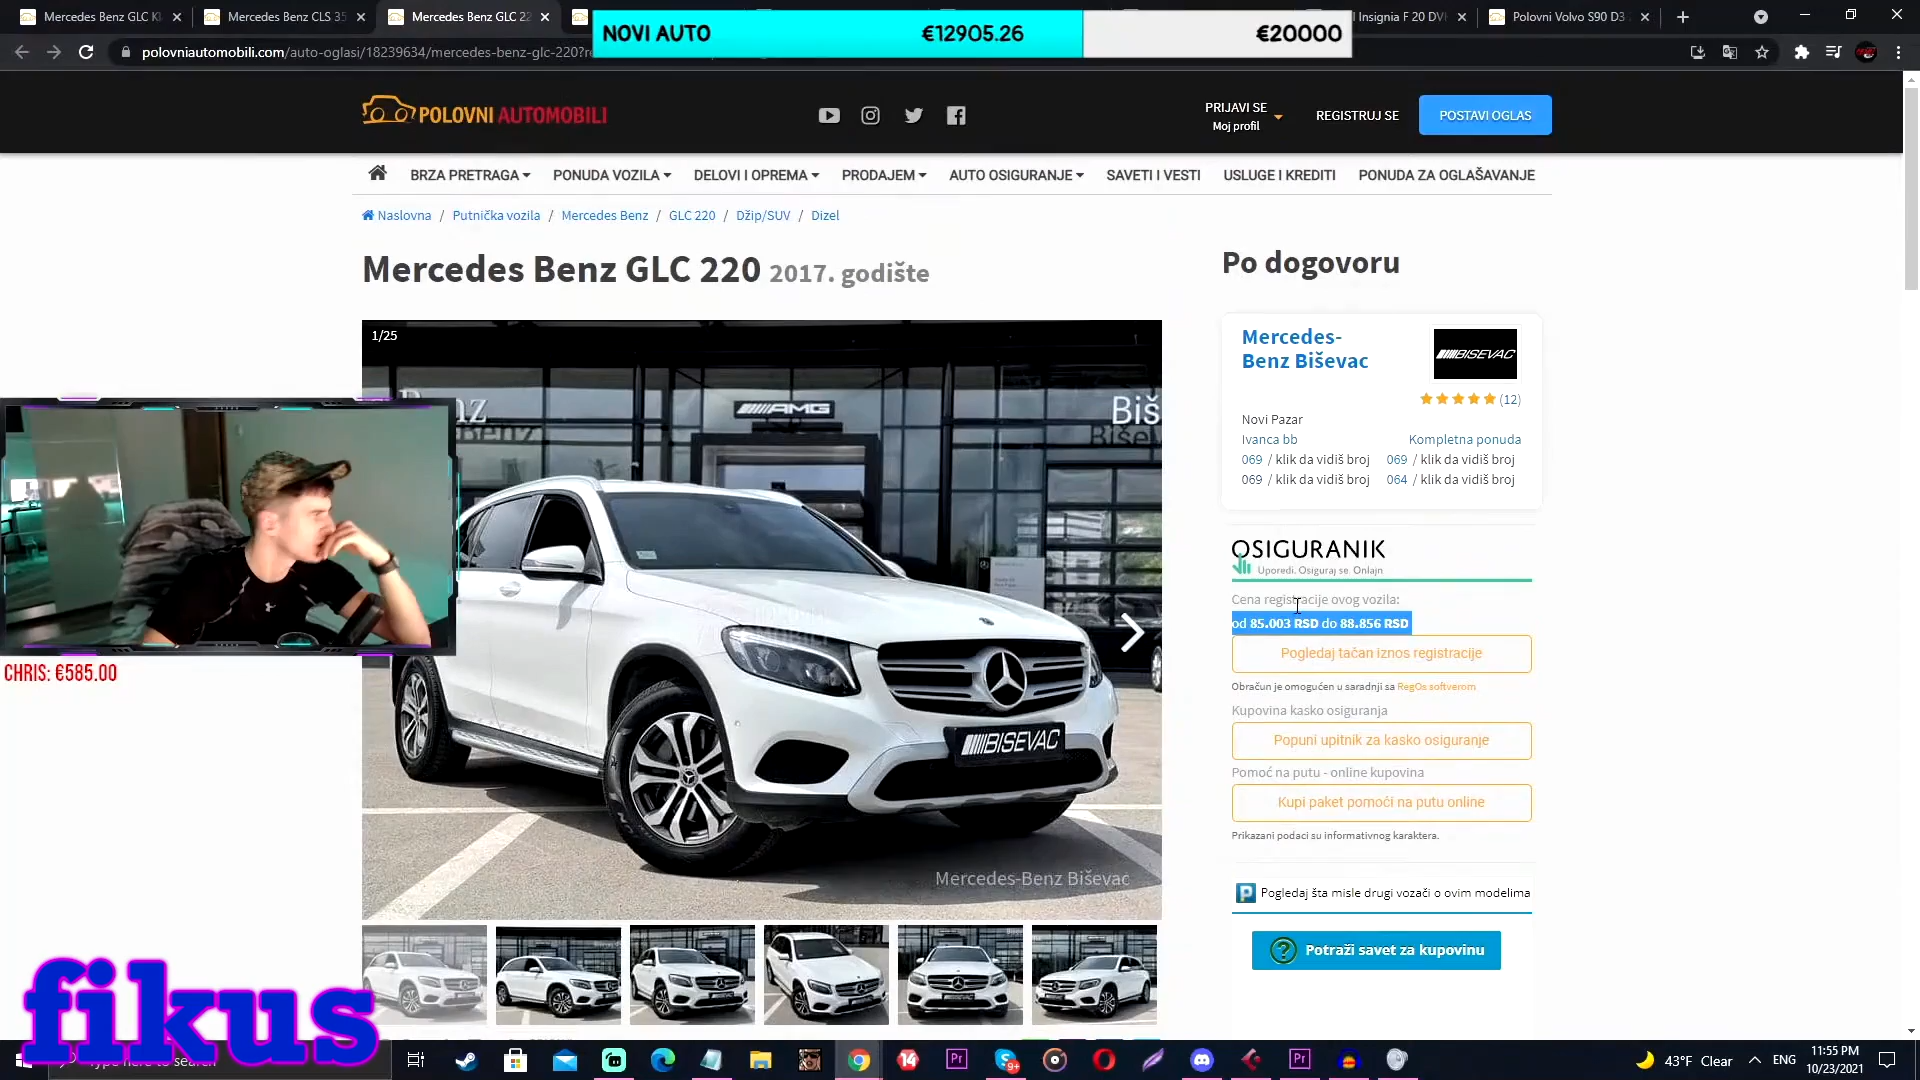 Mercedes Benz GLC
Mercedes Benz CLS 35
Mercedes Benz GLC 22
Insignia F 20 DV
Polovni Volvo S90 D3
NOVI AUTO €12905.26 €20000
polovniautomobili.com/auto-oglasi/18239634/mercedes-benz-glc-220?
POLOVNI AUTOMOBILI
PRIJAVI SE
Moj profil
REGISTRUJ SE
POSTAVI OGLAS
BRZA PRETRAGA PONUDA VOZILA DELOVI I OPREMA PRODAJEM AUTO OSIGURANJE SAVETI I VESTI USLUGE I KREDITI PONUDA ZA OGLAŠAVANJE
Naslovna / Putnička vozila / Mercedes Benz / GLC 220 / Džip/SUV / Dizel
Mercedes Benz GLC 220 2017. godište
Po dogovoru
1/25
AMG
Biš
BISEVAC
Mercedes-Benz Biševac
Mercedes-
Benz Biševac
BISEVAC
(12)
Novi Pazar
Ivanca bb Kompletna ponuda
069 / klik da vidiš broj 069 / klik da vidiš broj
069 / klik da vidiš broj 064 / klik da vidiš broj
OSIGURANIK
Uporedi. Osiguraj se. Onlajn
Cena registracije ovog vozila:
od 85.003 RSD do 88.856 RSD
Pogledaj tačan iznos registracije
Obračun je omogućen u saradnji sa RegOs softverom
Kupovina kasko osiguranja
Popuni upitnik za kasko osiguranje
Pomoć na putu - online kupovina
Kupi paket pomoći na putu online
Prikazani podaci su informativnog karaktera.
Pogledaj šta misle drugi vozači o ovim modelima
Potraži savet za kupovinu
CHRIS: €585.00
fikus
43°F Clear
ENG
11:55 PM
10/23/2021